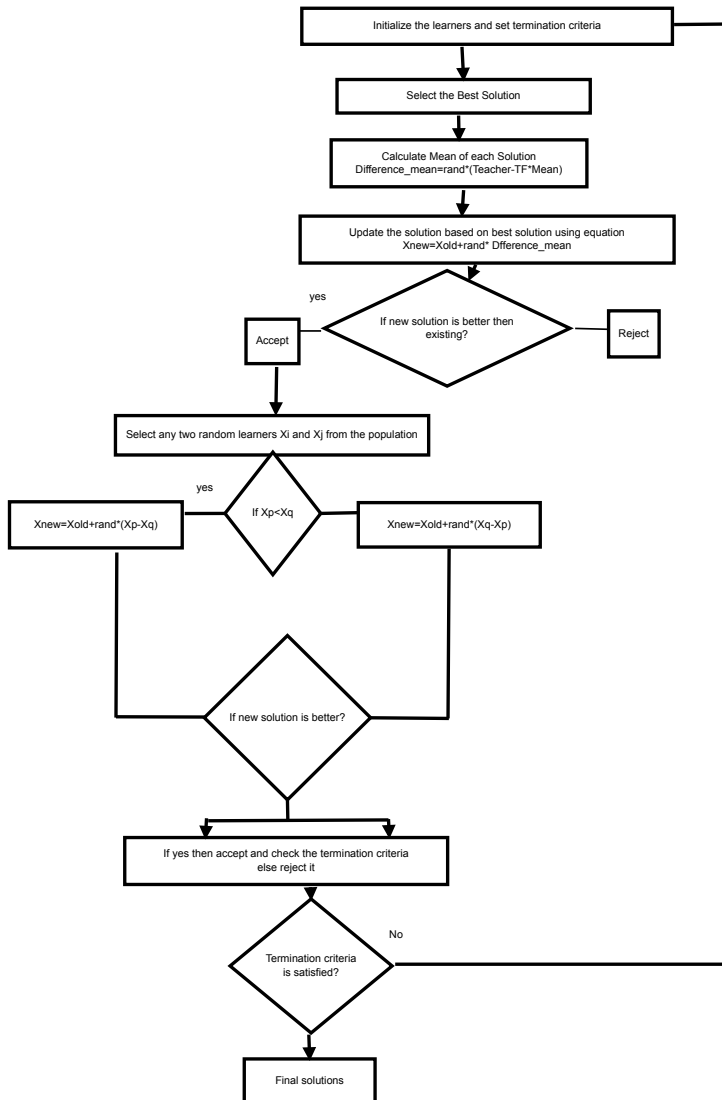 Initialize the learners and set termination criteria
Select the Best Solution
Calculate Mean of each Solution
Difference_mean=rand*(Teacher-TF*Mean)
Update the solution based on best solution using equation
Xnew=Xold+rand* Dfference_mean
yes
If new solution is better then
existing?
Accept
Reject
Select any two random learners Xi and Xj from the population
yes
If Xp<Xq
Xnew=Xold+rand*(Xp-Xq)
Xnew=Xold+rand*(Xq-Xp)
If new solution is better?
If yes then accept and check the termination criteria
else reject it
No
Termination criteria
is satisfied?
Final solutions